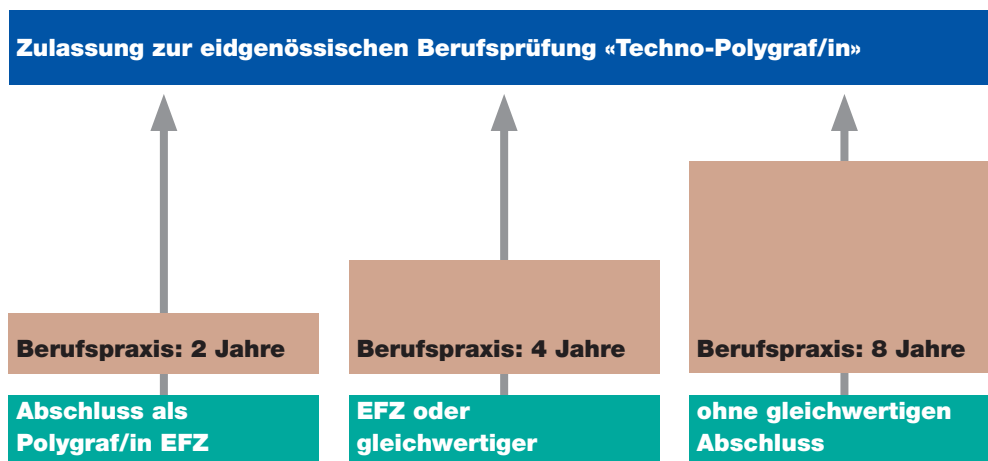 Zulassung zur eidgenössischen Berufsprüfung «Techno-Polygraf/in»
Berufspraxis: 2 Jahre
Abschluss als
Polygraf/in EFZ
Berufspraxis: 4 Jahre
EFZ oder
gleichwertiger
Berufspraxis: 8 Jahre
ohne gleichwertigen
Abschluss